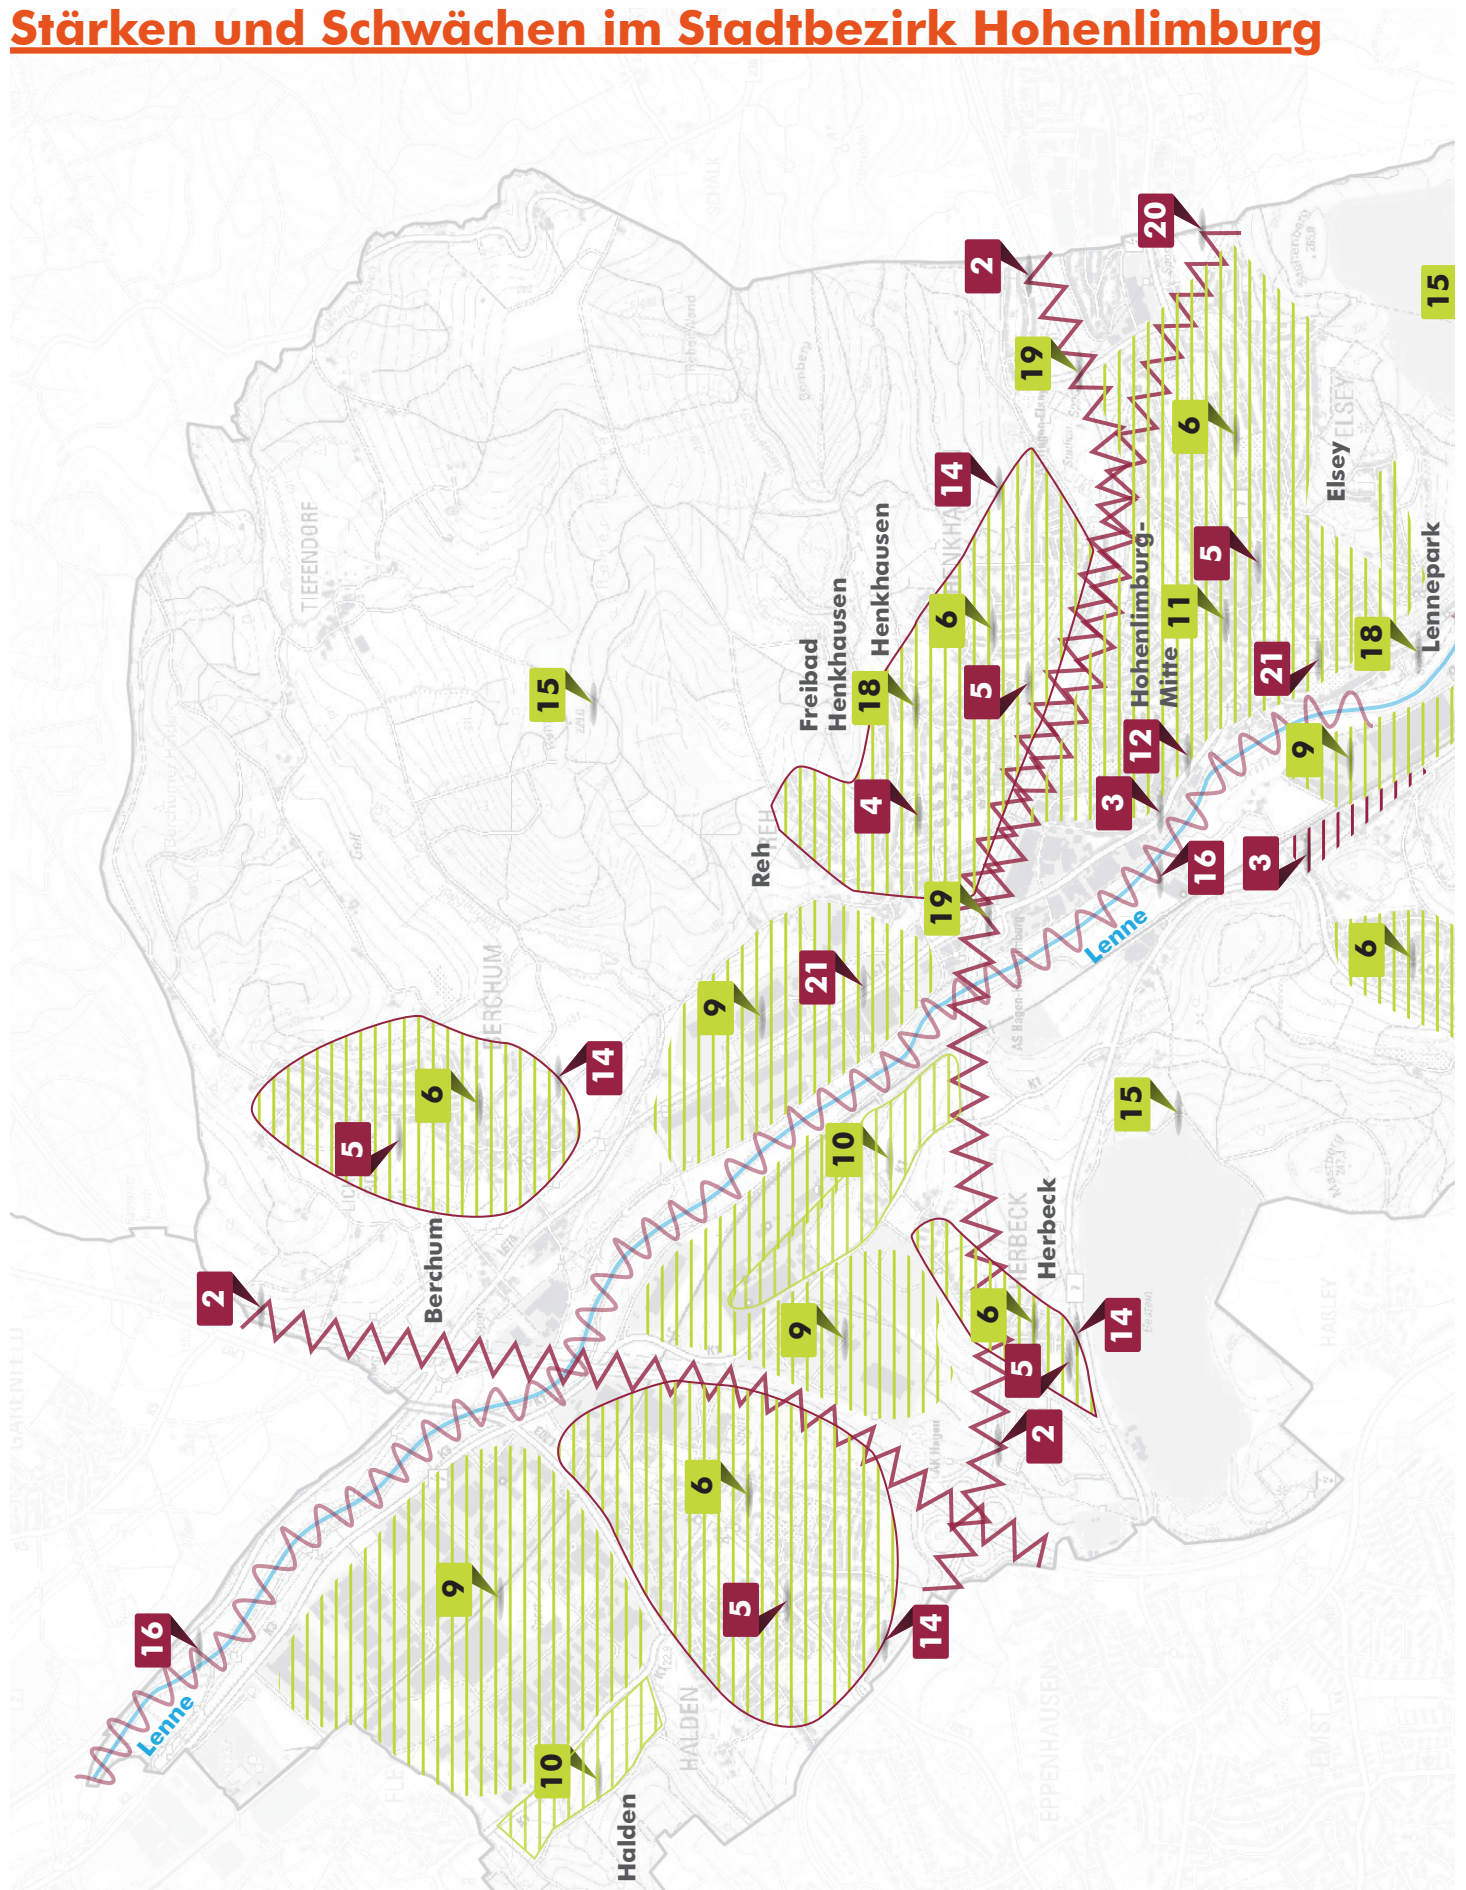 Stärken und Schwächen im Stadtbezirk Hohenlimburg
20
2
15
19
6
14
Elsey
ELSEY
TIEFENDORF
5
Lennepark
Henkhausen
Freibad
Henkhausen
6
11
18
21
Hohenlimburg-
Mitte
15
18
5
12
9
4
3
Reh
REH
16
3
19
Lenne
6
BERCHUM
21
9
14
6
15
5
10
Herbeck
HERBECK
Berchum
2
9
6
14
5
2
6
9
5
14
16
Lenne
HALDEN
10
Halden